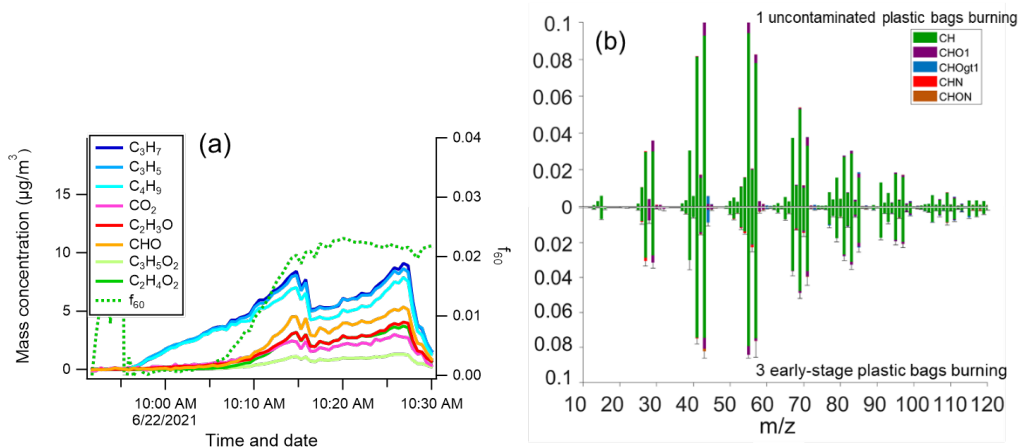 (a)
C₃H₇
C₃H₅
C₄H₉
CO₂
C₂H₃O
CHO
C₃H₅O₂
C₂H₄O₂
f₆₀
Mass concentration (µg/m³)
15
10
5
0
0.04
0.03
0.02
0.01
0.00
f₆₀
10:00 AM
6/22/2021
10:10 AM
10:20 AM
10:30 AM
Time and date
(b)
1 uncontaminated plastic bags burning
CH
CHO1
CHOgt1
CHN
CHON
0.1
0.08
0.06
0.04
0.02
0
0.02
0.04
0.06
0.08
0.1
3 early-stage plastic bags burning
10 20 30 40 50 60 70 80 90 100 110 120
m/z